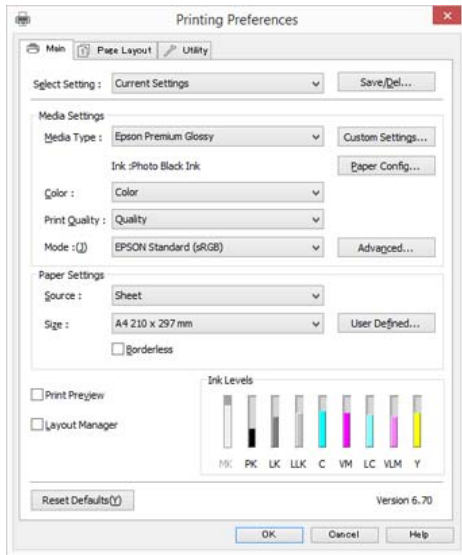 Printing Preferences
Main Page Layout Utility
Select Setting : Current Settings Save/Del...
Media Settings
Media Type : Epson Premium Glossy Custom Settings...
Ink :Photo Black Ink Paper Config...
Color : Color
Print Quality : Quality
Mode :(J) EPSON Standard (sRGB) Advanced...
Paper Settings
Source : Sheet
Size : A4 210 x 297 mm User Defined...
Borderless
Print Preview
Layout Manager
Ink Levels
MK PK LK LLK C VM LC VLM Y
Reset Defaults(Y) Version 6.70
OK Cancel Help